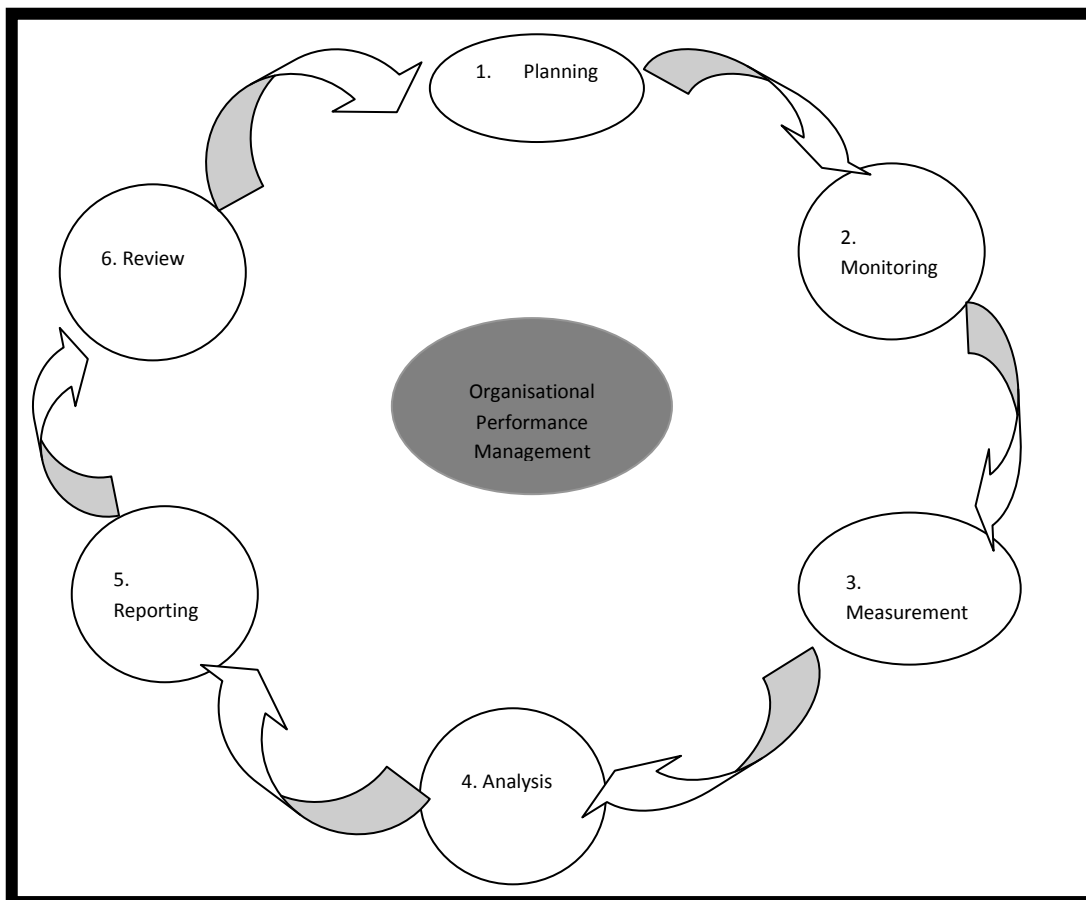 1. Planning
2.
Monitoring
3.
Measurement
4. Analysis
5.
Reporting
6. Review
Organisational
Performance
Management